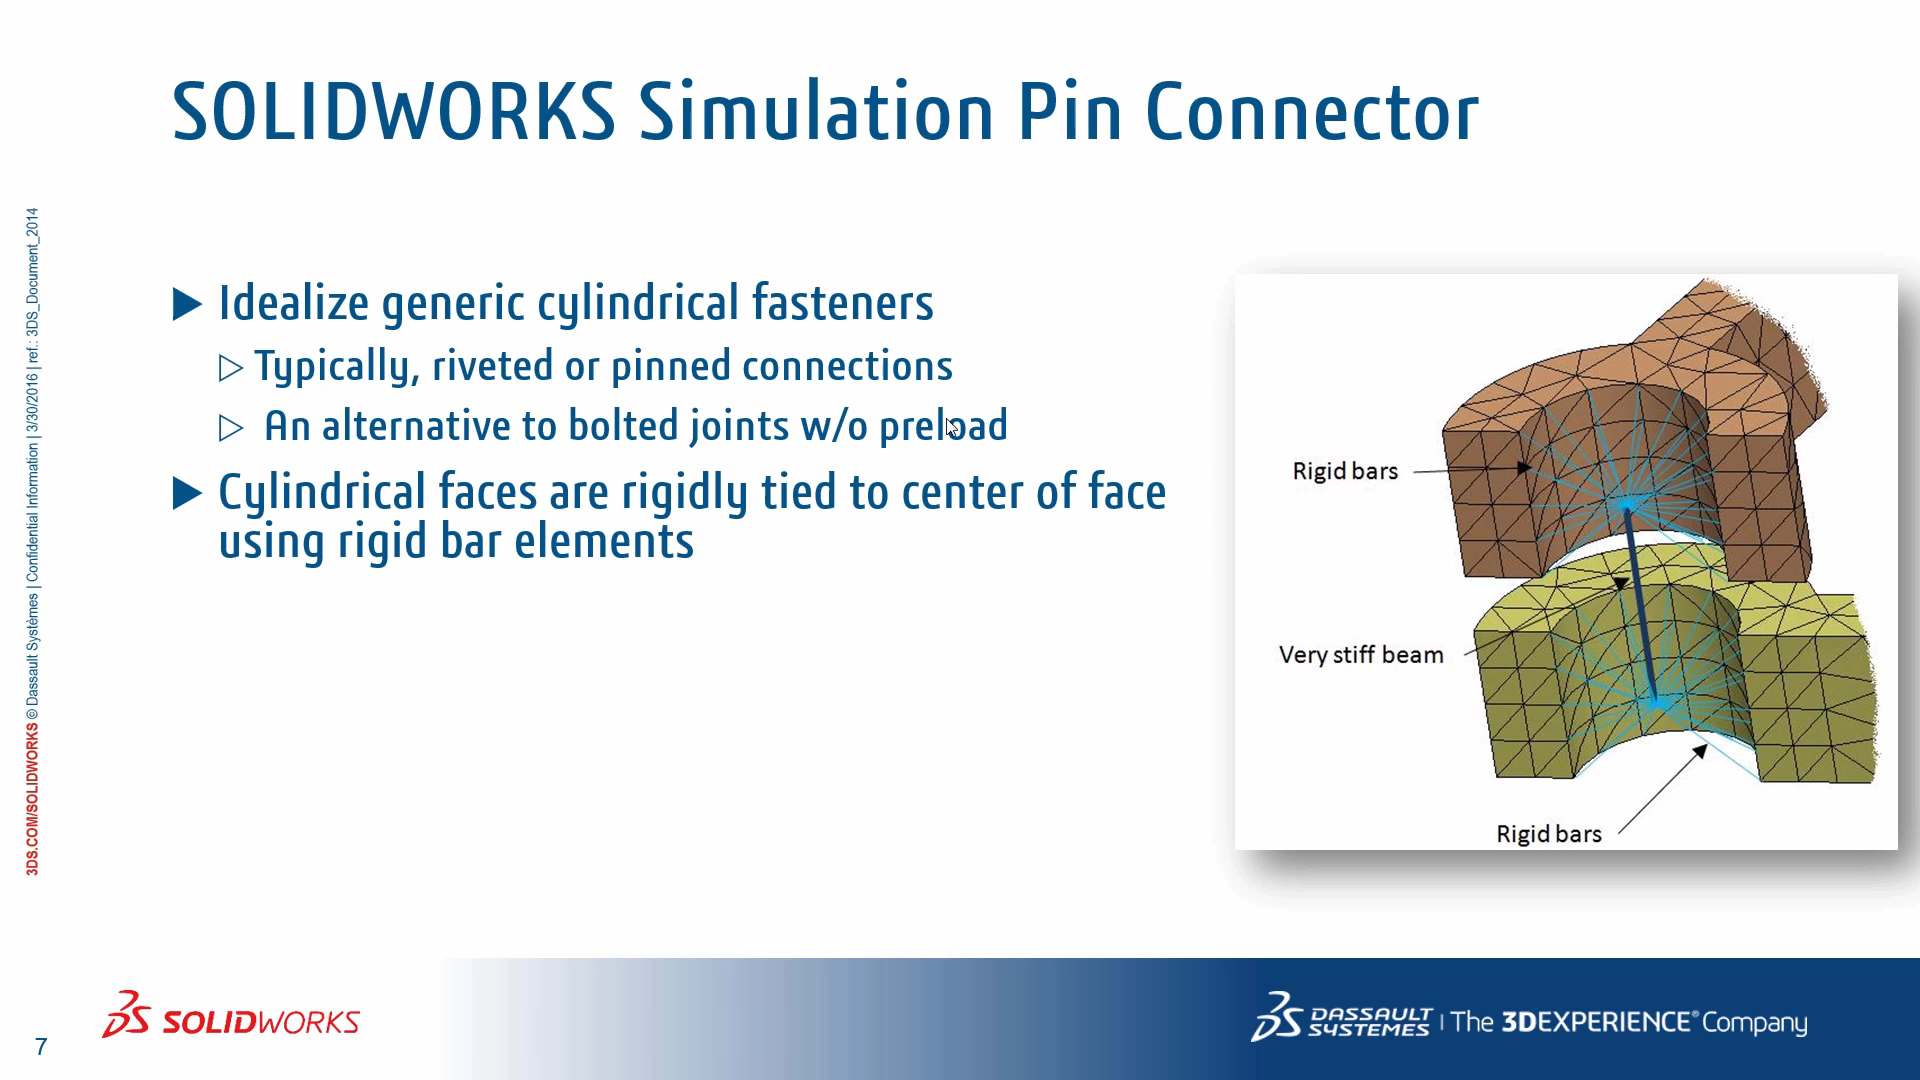 SOLIDWORKS Simulation Pin Connector
Idealize generic cylindrical fasteners
Typically, riveted or pinned connections
An alternative to bolted joints w/o preload
Cylindrical faces are rigidly tied to center of face
using rigid bar elements
Rigid bars
Very stiff beam
Rigid bars
3DS.COM/SOLIDWORKS © Dassault Systèmes | Confidential Information | 3/30/2016 | ref.: 3DS_Document_2014
7
3DS SOLIDWORKS
3DS DASSAULT SYSTEMES | The 3DEXPERIENCE® Company